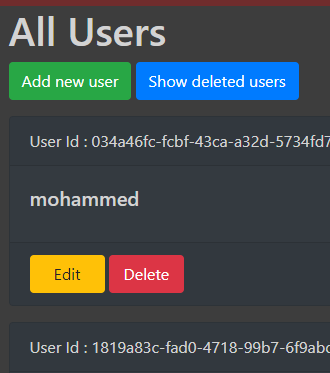 All Users
Add new user Show deleted users
User Id : 034a46fc-fcbf-43ca-a32d-5734fd7
mohammed
Edit Delete
User Id : 1819a83c-fad0-4718-99b7-6f9abc